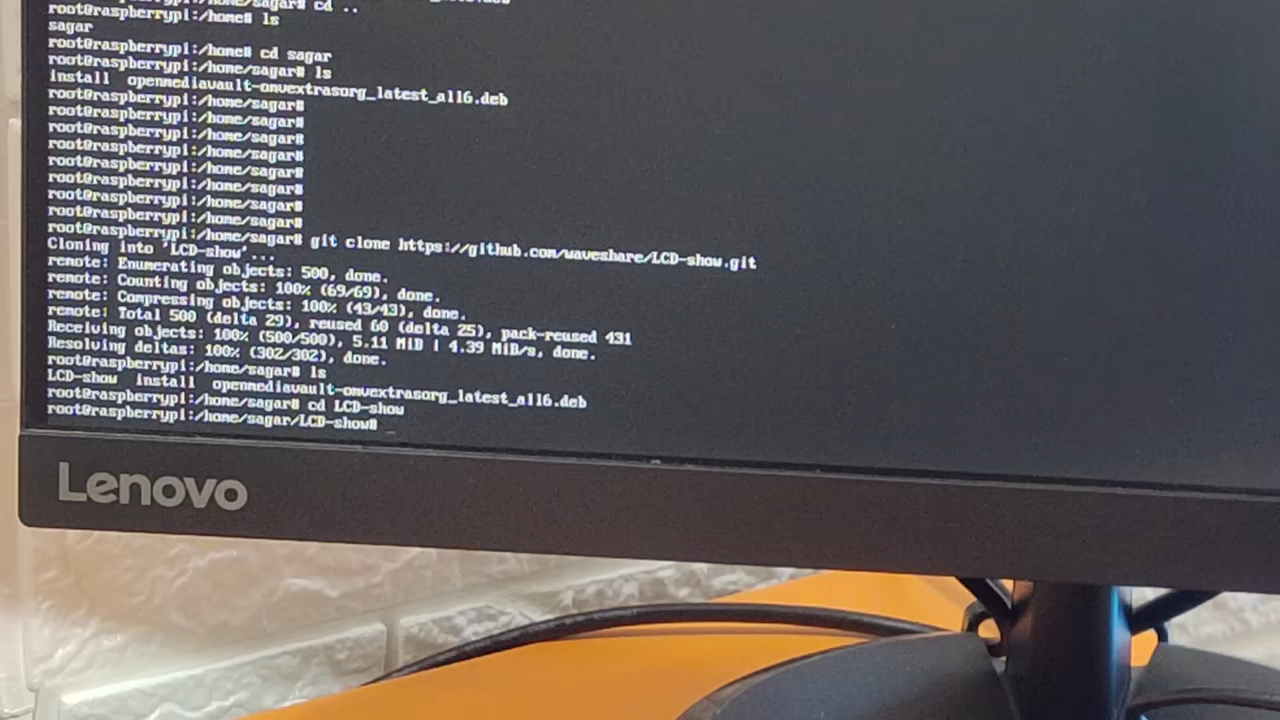 root@raspberrypi:/home/sagar# cd ..
root@raspberrypi:/home# ls
sagar
root@raspberrypi:/home# cd sagar
root@raspberrypi:/home/sagar# ls
install  openmediavault-omvextrasorg_latest_all6.deb
root@raspberrypi:/home/sagar#
root@raspberrypi:/home/sagar#
root@raspberrypi:/home/sagar#
root@raspberrypi:/home/sagar#
root@raspberrypi:/home/sagar#
root@raspberrypi:/home/sagar#
root@raspberrypi:/home/sagar#
root@raspberrypi:/home/sagar#
root@raspberrypi:/home/sagar# git clone https://github.com/waveshare/LCD-show.git
Cloning into 'LCD-show'...
remote: Enumerating objects: 500, done.
remote: Counting objects: 100% (69/69), done.
remote: Compressing objects: 100% (43/43), done.
remote: Total 500 (delta 29), reused 60 (delta 25), pack-reused 431
Receiving objects: 100% (500/500), 5.11 MiB | 4.39 MiB/s, done.
Resolving deltas: 100% (302/302), done.
root@raspberrypi:/home/sagar# ls
LCD-show  install  openmediavault-omvextrasorg_latest_all6.deb
root@raspberrypi:/home/sagar# cd LCD-show
root@raspberrypi:/home/sagar/LCD-show#
Lenovo